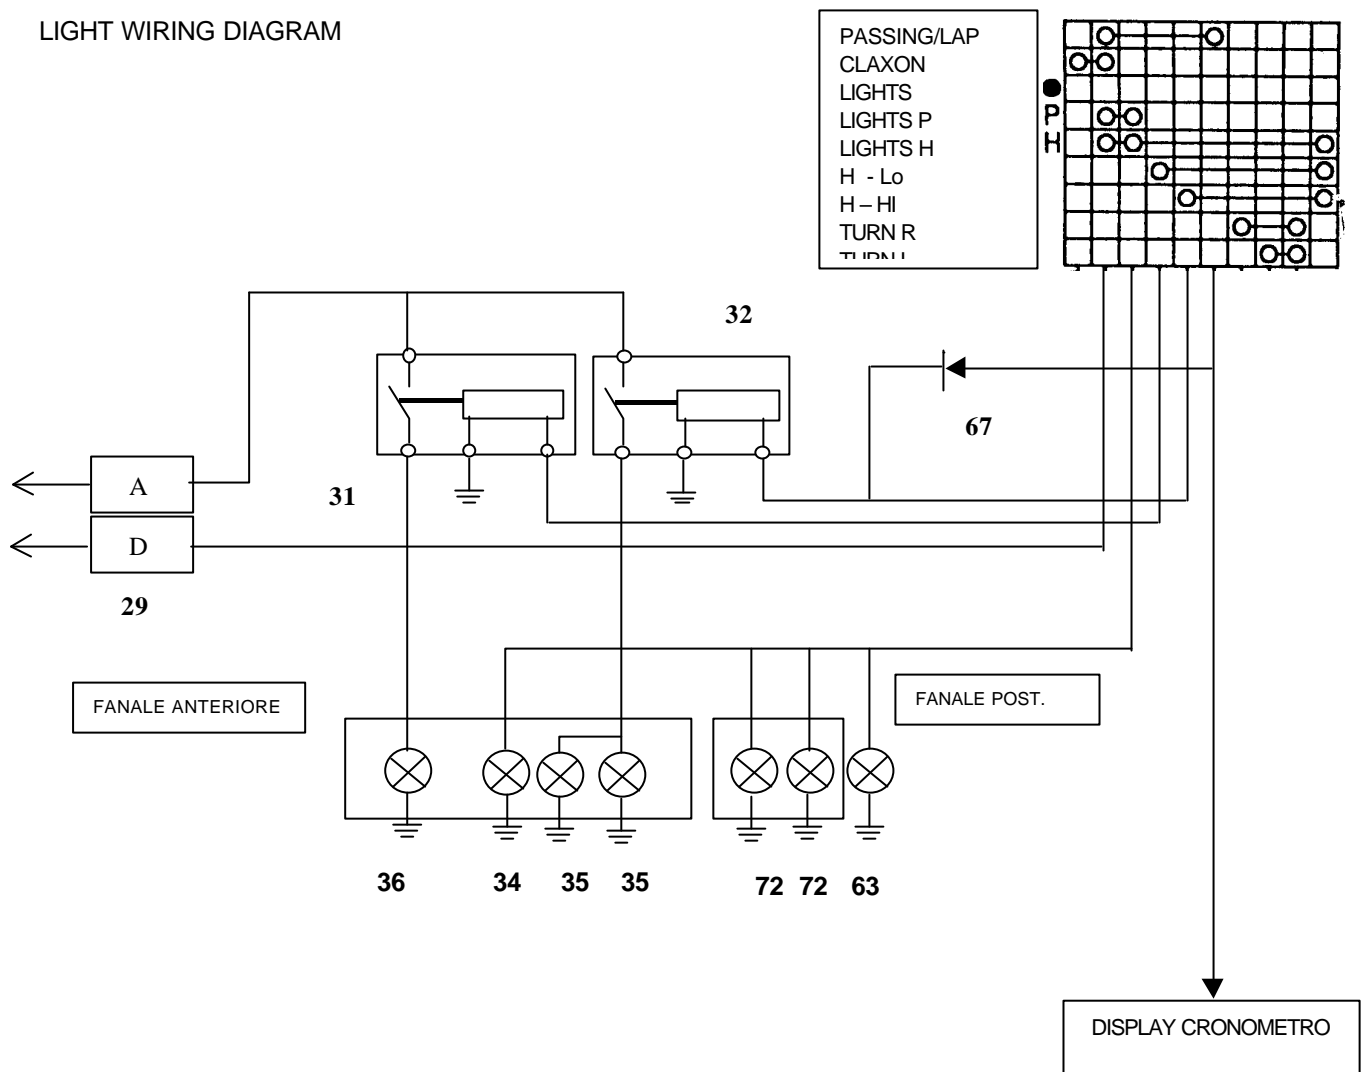 LIGHT WIRING DIAGRAM
PASSING/LAP
CLAXON
LIGHTS
LIGHTS P
LIGHTS H
H - Lo
H – HI
TURN R
TURN L
P
H
32
67
A
31
D
29
FANALE ANTERIORE
FANALE POST.
36 34 35 35 72 72 63
DISPLAY CRONOMETRO